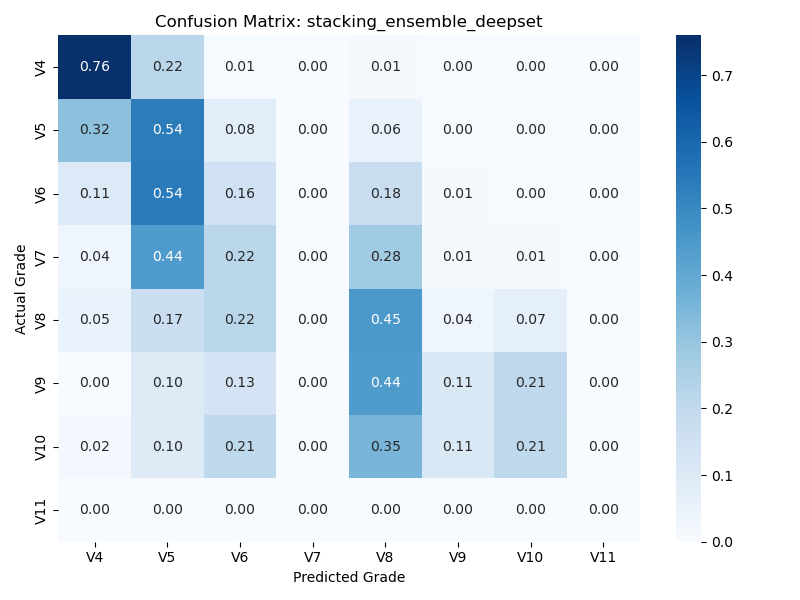 Confusion Matrix: stacking_ensemble_deepset
V4 0.76 0.22 0.01 0.00 0.01 0.00 0.00 0.00
V5 0.32 0.54 0.08 0.00 0.06 0.00 0.00 0.00
V6 0.11 0.54 0.16 0.00 0.18 0.01 0.00 0.00
V7 0.04 0.44 0.22 0.00 0.28 0.01 0.01 0.00
V8 0.05 0.17 0.22 0.00 0.45 0.04 0.07 0.00
V9 0.00 0.10 0.13 0.00 0.44 0.11 0.21 0.00
V10 0.02 0.10 0.21 0.00 0.35 0.11 0.21 0.00
V11 0.00 0.00 0.00 0.00 0.00 0.00 0.00 0.00
V4 V5 V6 V7 V8 V9 V10 V11
Predicted Grade
Actual Grade
0.7
0.6
0.5
0.4
0.3
0.2
0.1
0.0